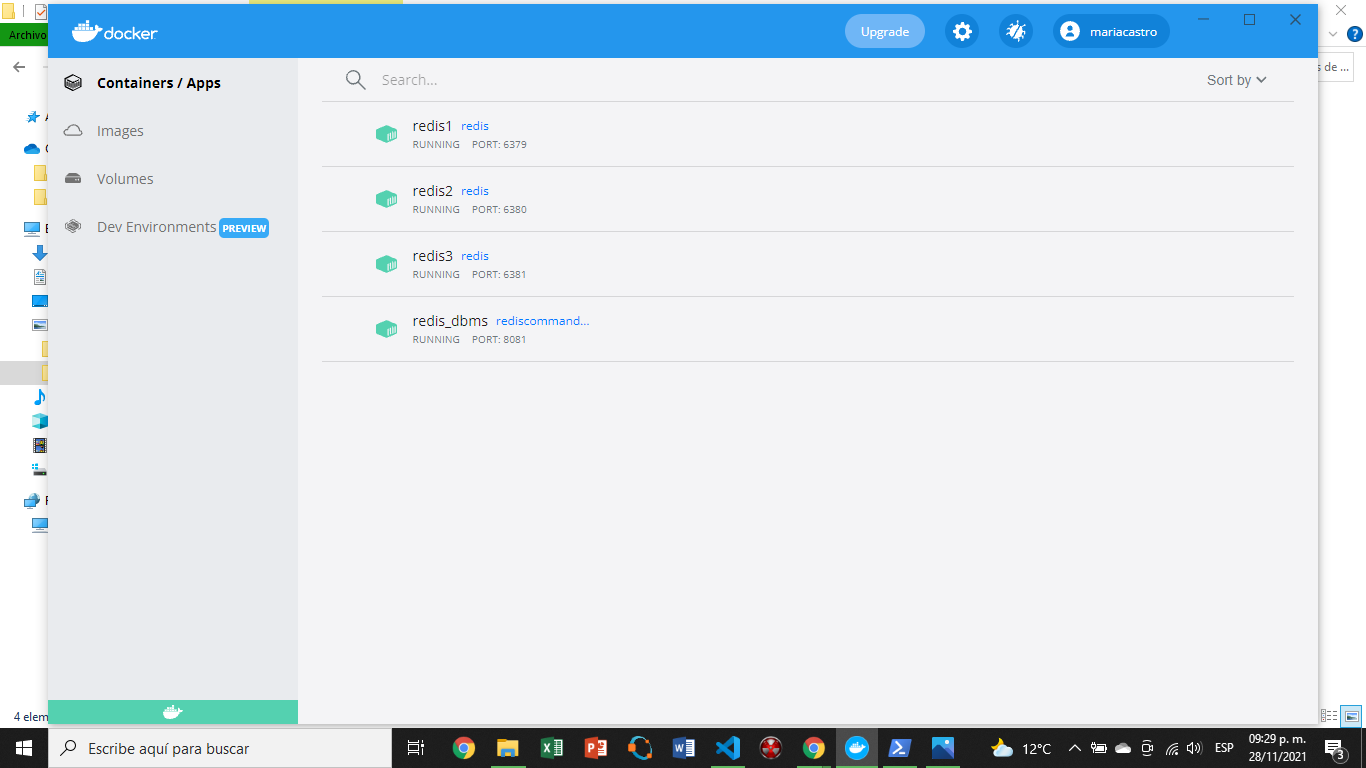 Archivo
docker
Upgrade
mariacastro
s de ...
Containers / Apps
Images
Volumes
Dev Environments PREVIEW
Search...
Sort by
redis1 redis
RUNNING PORT: 6379
redis2 redis
RUNNING PORT: 6380
redis3 redis
RUNNING PORT: 6381
redis_dbms rediscommand...
RUNNING PORT: 8081
4 elem
Escribe aquí para buscar
12°C
ESP
09:29 p. m.
28/11/2021
3